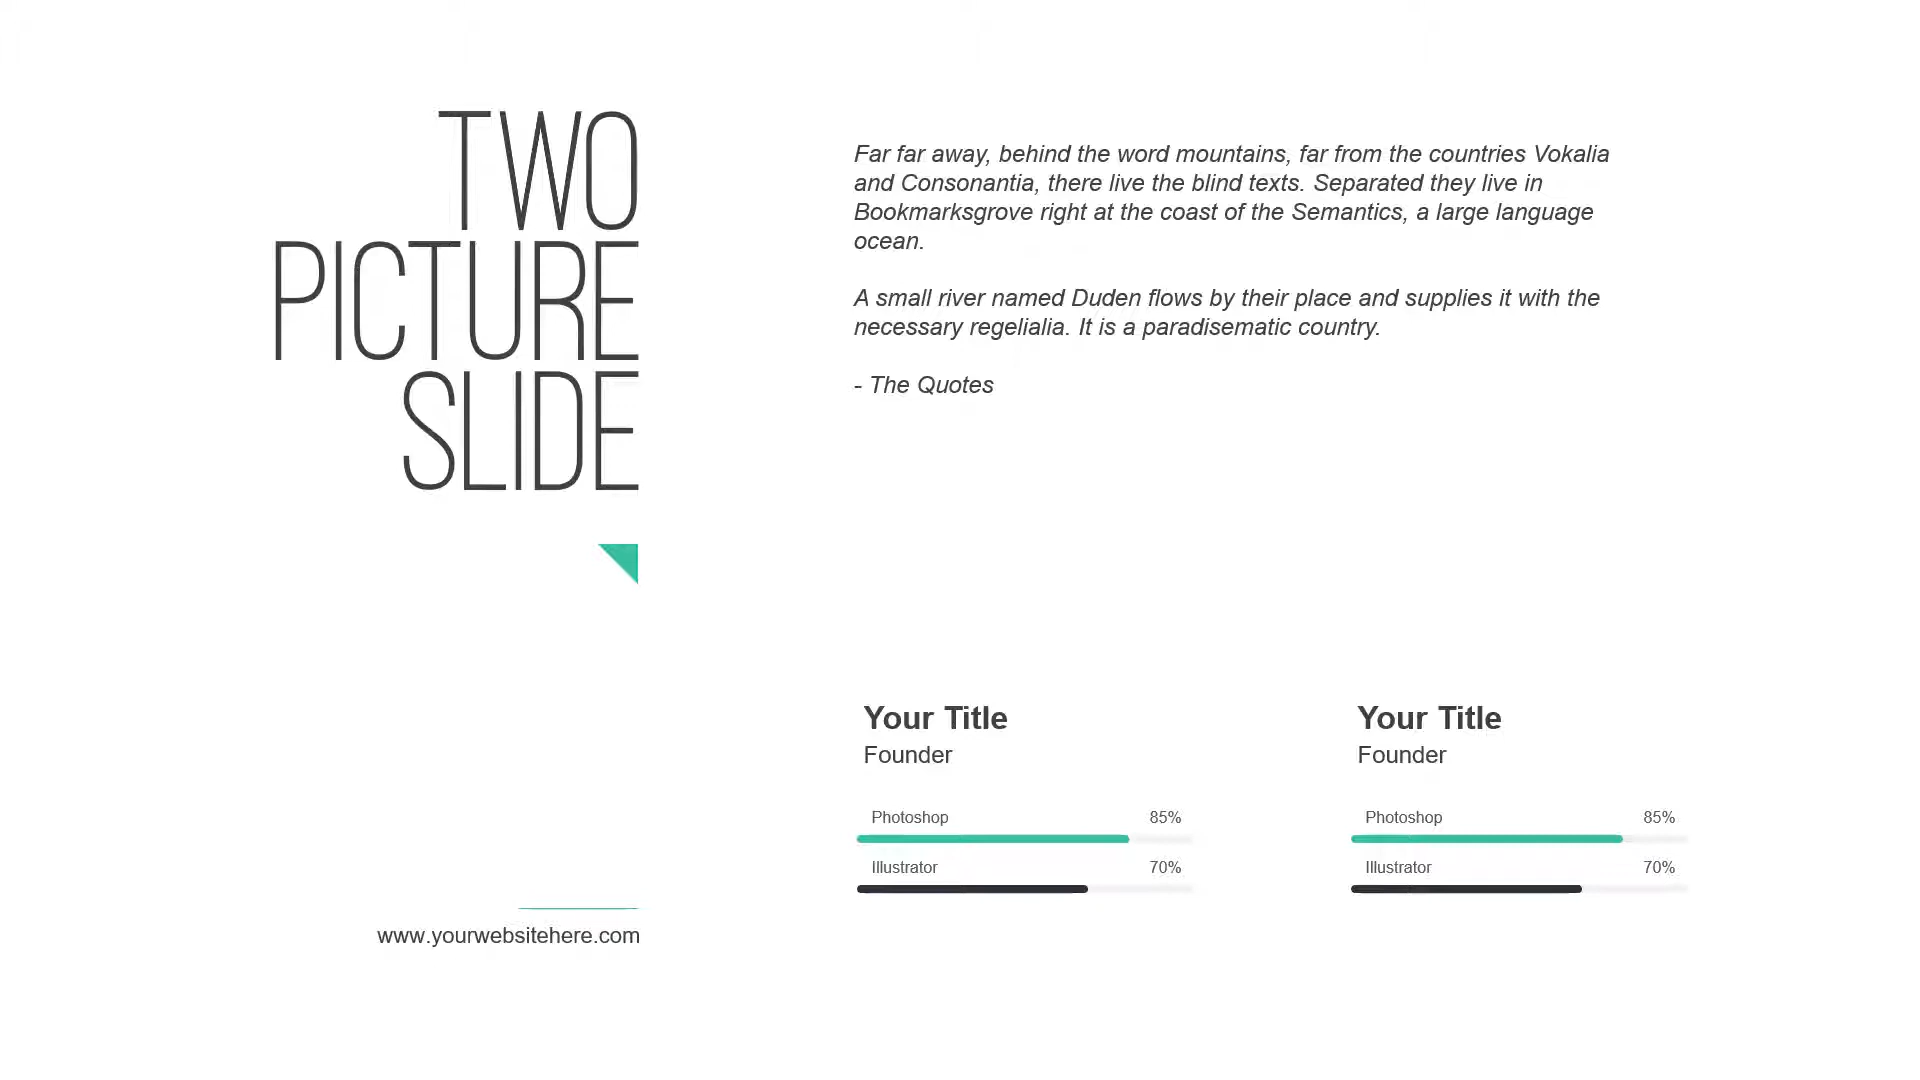 TWO
PICTURE
SLIDE
Far far away, behind the word mountains, far from the countries Vokalia
and Consonantia, there live the blind texts. Separated they live in
Bookmarksgrove right at the coast of the Semantics, a large language
ocean.
A small river named Duden flows by their place and supplies it with the
necessary regelialia. It is a paradisematic country.
- The Quotes
Your Title
Founder
Photoshop 85%
Illustrator 70%
Your Title
Founder
Photoshop 85%
Illustrator 70%
www.yourwebsitehere.com